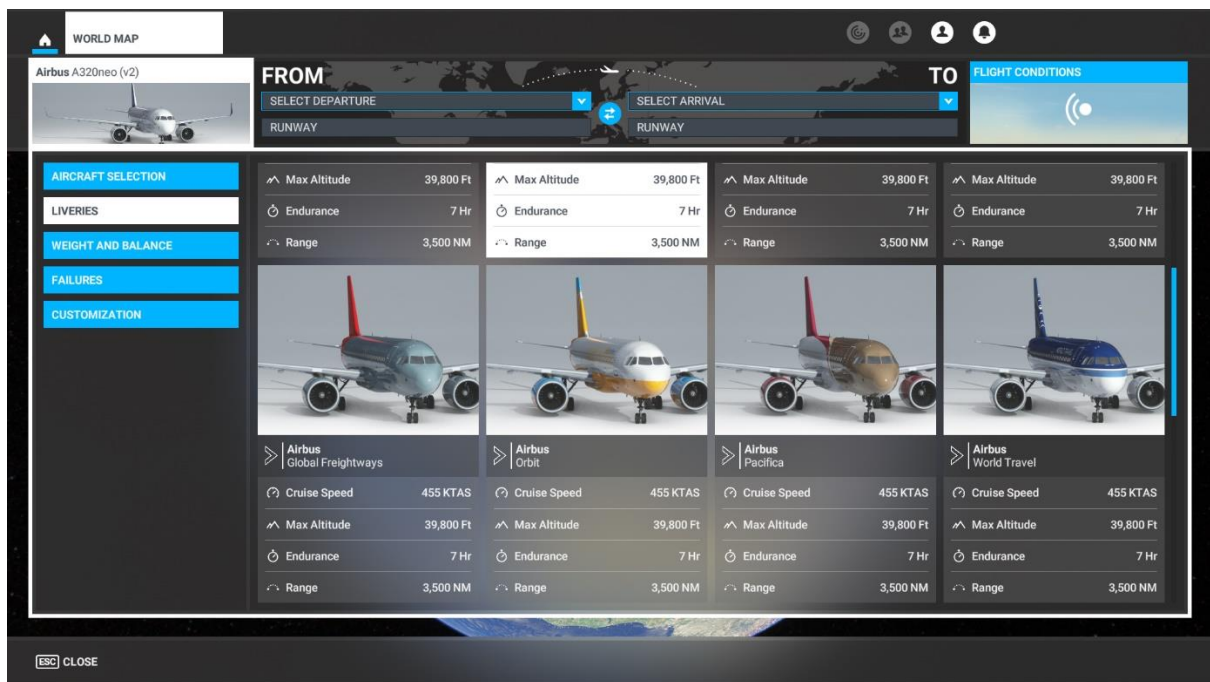 WORLD MAP
Airbus A320neo (v2)
FROM
TO
SELECT DEPARTURE
SELECT ARRIVAL
RUNWAY
RUNWAY
FLIGHT CONDITIONS
AIRCRAFT SELECTION
LIVERIES
WEIGHT AND BALANCE
FAILURES
CUSTOMIZATION
Max Altitude 39,800 Ft
Endurance 7 Hr
Range 3,500 NM
Max Altitude 39,800 Ft
Endurance 7 Hr
Range 3,500 NM
Max Altitude 39,800 Ft
Endurance 7 Hr
Range 3,500 NM
Max Altitude 39,800 Ft
Endurance 7 Hr
Range 3,500 NM
Airbus
Global Freightways
Cruise Speed 455 KTAS
Max Altitude 39,800 Ft
Endurance 7 Hr
Range 3,500 NM
Airbus
Orbit
Cruise Speed 455 KTAS
Max Altitude 39,800 Ft
Endurance 7 Hr
Range 3,500 NM
Airbus
Pacifica
Cruise Speed 455 KTAS
Max Altitude 39,800 Ft
Endurance 7 Hr
Range 3,500 NM
Airbus
World Travel
Cruise Speed 455 KTAS
Max Altitude 39,800 Ft
Endurance 7 Hr
Range 3,500 NM
ESC CLOSE